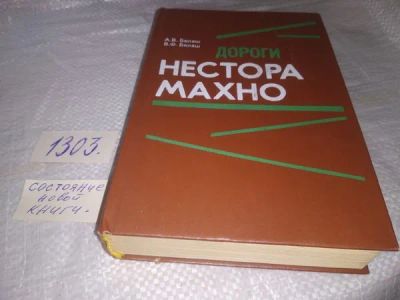 А.В. Белаш
В.Ф. Белаш
ДОРОГИ
НЕСТОРА
МАХНО
1303.
СОСТОЯНИЕ
НОВОЙ
КНИГИ.